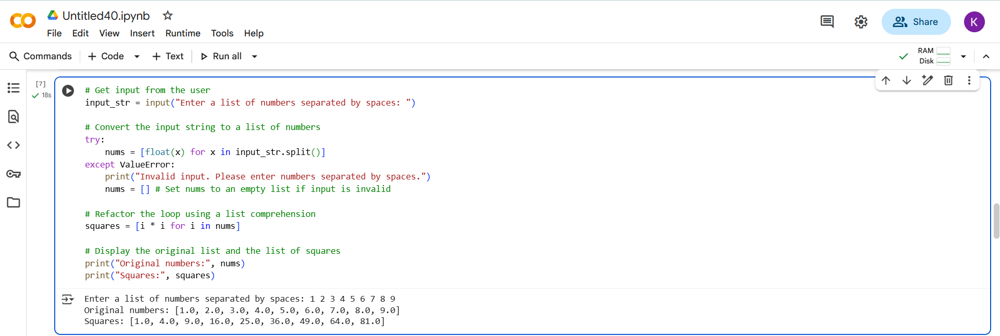 Untitled40.ipynb
File Edit View Insert Runtime Tools Help
Share
K
Commands + Code + Text Run all
RAM
Disk
[7]
18s
# Get input from the user
input_str = input("Enter a list of numbers separated by spaces: ")
# Convert the input string to a list of numbers
try:
    nums = [float(x) for x in input_str.split()]
except ValueError:
    print("Invalid input. Please enter numbers separated by spaces.")
    nums = [] # Set nums to an empty list if input is invalid
# Refactor the loop using a list comprehension
squares = [i * i for i in nums]
# Display the original list and the list of squares
print("Original numbers:", nums)
print("Squares:", squares)
Enter a list of numbers separated by spaces: 1 2 3 4 5 6 7 8 9
Original numbers: [1.0, 2.0, 3.0, 4.0, 5.0, 6.0, 7.0, 8.0, 9.0]
Squares: [1.0, 4.0, 9.0, 16.0, 25.0, 36.0, 49.0, 64.0, 81.0]